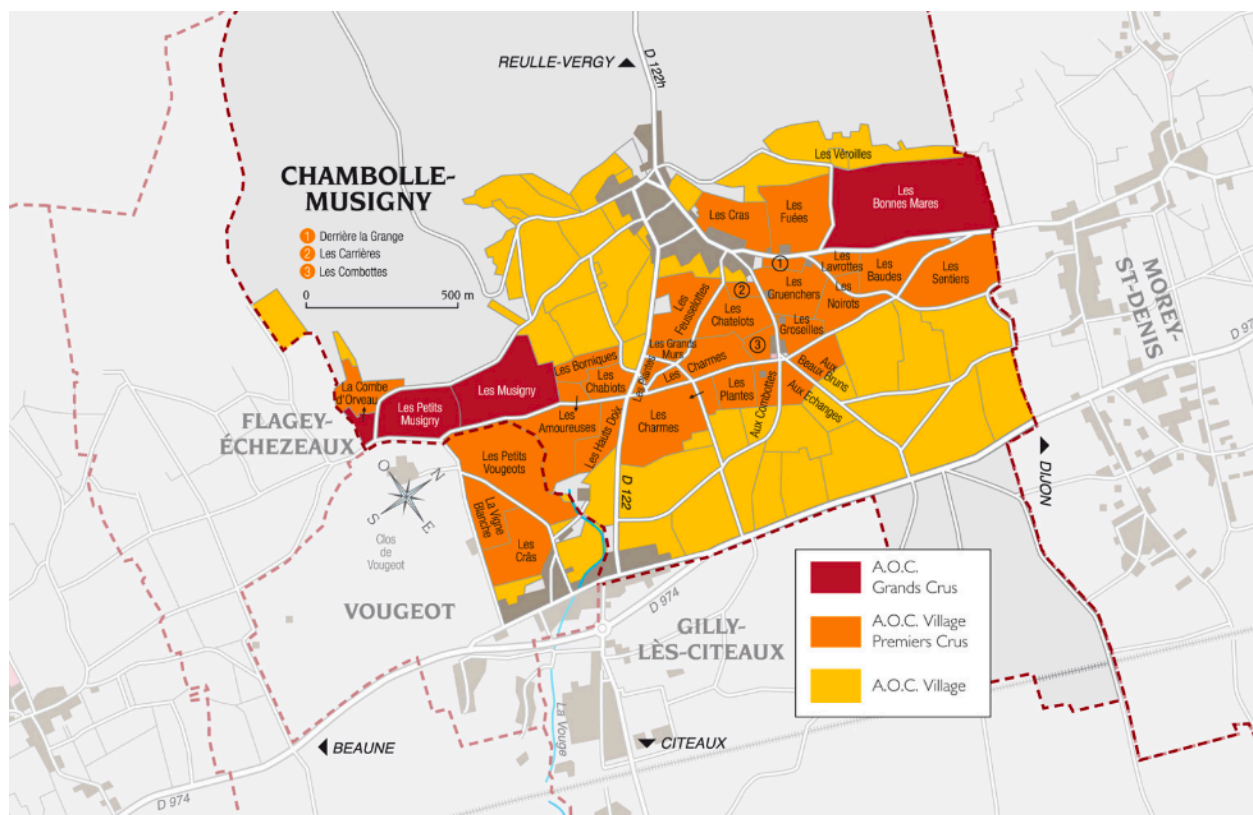 REULLE-VERGY
D 122h
CHAMBOLLE-
MUSIGNY
1 Derrière la Grange
2 Les Carrières
3 Les Combottes
0 500 m
Les Véroilles
Les
Bonnes Mares
Les
Fuées
Les Cras
1
Les
Lavrottes
Les
Baudes
Les
Sentiers
Les
Gruenchers
Les
Noirots
2
Les
Feusselottes
Les
Chatelots
Les
Groseilles
3
Les Grands
Murs
Les Charmes
Aux
Beaux Bruns
Aux Echanges
Les
Plantes
Aux Combottes
Les Plantes
Les
Charmes
Les Borniques
Les
Chabiots
Les Musigny
Les Petits
Musigny
La Combe
d'Orveau
Les
Amoureuses
Les Hauts Doix
D 122
Les Petits
Vougeots
La Vigne
Blanche
Les
Crâs
FLAGEY-
ÉCHEZEAUX
O
N
S
E
Clos
de
Vougeot
VOUGEOT
MOREY-
ST-DENIS
D 974
DIJON
GILLY-
LÈS-CITEAUX
D 974
La Vouge
BEAUNE
CITEAUX
D 974
A.O.C.
Grands Crus
A.O.C. Village
Premiers Crus
A.O.C. Village